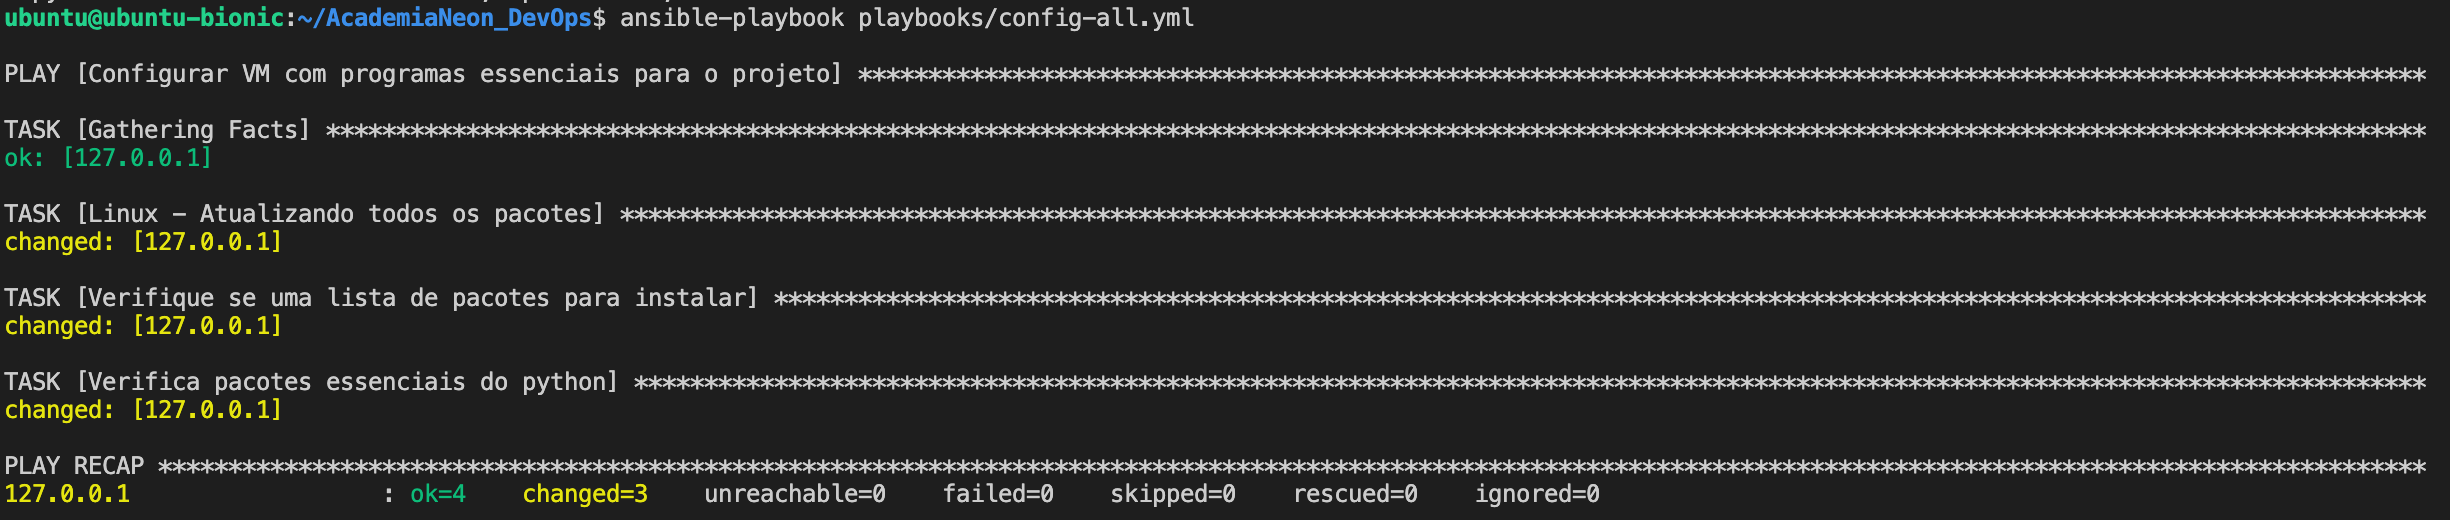 ubuntu@ubuntu-bionic:~/AcademiaNeon_DevOps$ ansible-playbook playbooks/config-all.yml
PLAY [Configurar VM com programas essenciais para o projeto] ****************************************************************************************************************
TASK [Gathering Facts] ******************************************************************************************************************************************************
ok: [127.0.0.1]
TASK [Linux - Atualizando todos os pacotes] *********************************************************************************************************************************
changed: [127.0.0.1]
TASK [Verifique se uma lista de pacotes para instalar] **********************************************************************************************************************
changed: [127.0.0.1]
TASK [Verifica pacotes essenciais do python] ********************************************************************************************************************************
changed: [127.0.0.1]
PLAY RECAP ******************************************************************************************************************************************************************
127.0.0.1                  : ok=4    changed=3    unreachable=0    failed=0    skipped=0    rescued=0    ignored=0